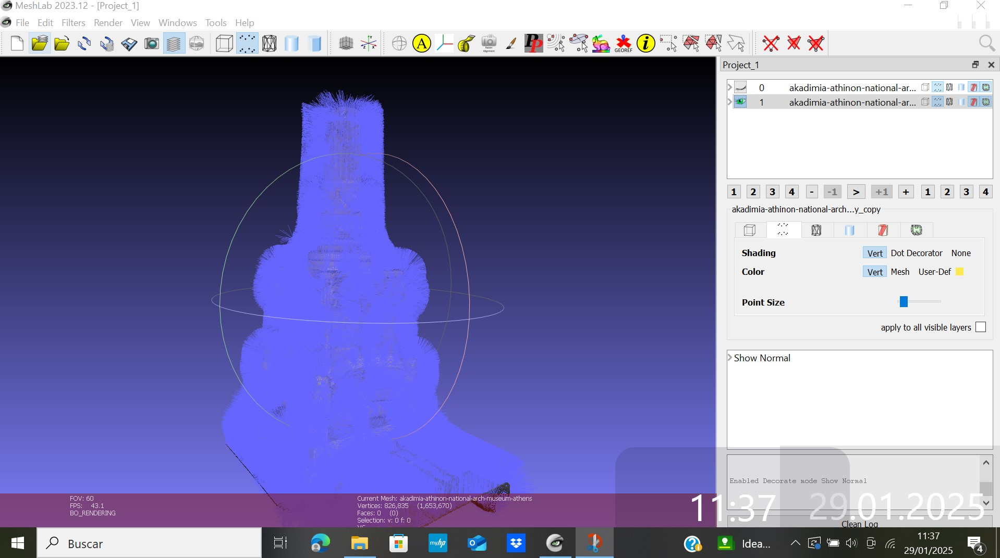 MeshLab 2023.12 - [Project_1]
File Edit Filters Render View Windows Tools Help
Project_1
0 akadimia-athinon-national-ar...
1 akadimia-athinon-national-ar...
1 2 3 4 - -1 > +1 + 1 2 3 4
akadimia-athinon-national-arch...y_copy
Shading Vert Dot Decorator None
Color Vert Mesh User-Def
Point Size
apply to all visible layers
Show Normal
Enabled Decorate mode Show Normal
Clean Log
FOV: 60
FPS: 43.1
BO_RENDERING
Current Mesh: akadimia-athinon-national-arch-museum-athens
Vertices: 826,835 (1,653,670)
Faces: 0 (0)
Selection: v: 0 f: 0
11:37 29.01.2025
Buscar
myhp
Idea...
11:37
29/01/2025
4
A
PP
GEOREF
i
Raster
Alignment